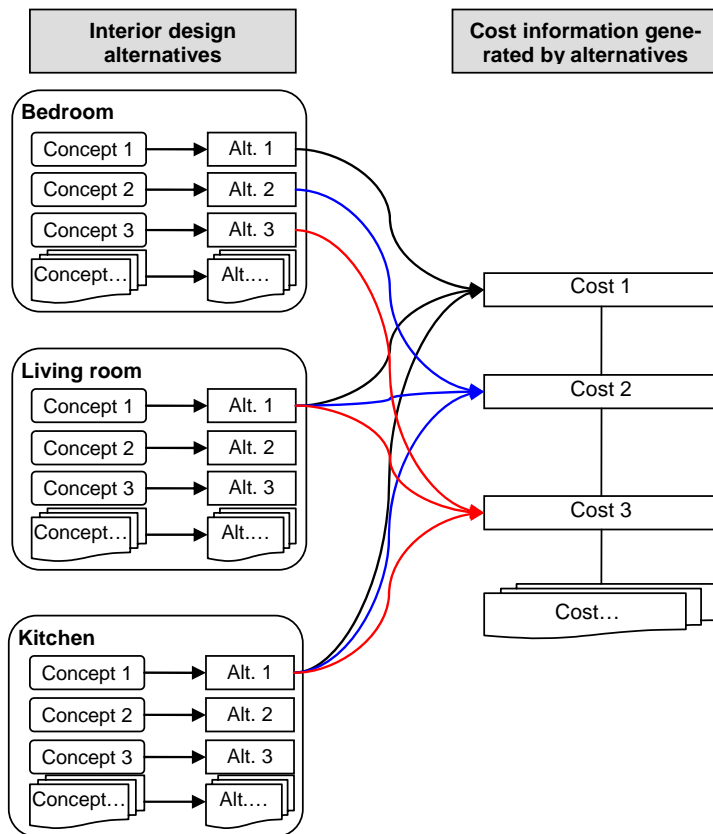 Interior design
alternatives
Cost information gene-
rated by alternatives
Bedroom
Concept 1
Alt. 1
Concept 2
Alt. 2
Concept 3
Alt. 3
Concept…
Alt.…
Living room
Concept 1
Alt. 1
Concept 2
Alt. 2
Concept 3
Alt. 3
Concept…
Alt.…
Kitchen
Concept 1
Alt. 1
Concept 2
Alt. 2
Concept 3
Alt. 3
Concept…
Alt.…
Cost 1
Cost 2
Cost 3
Cost…